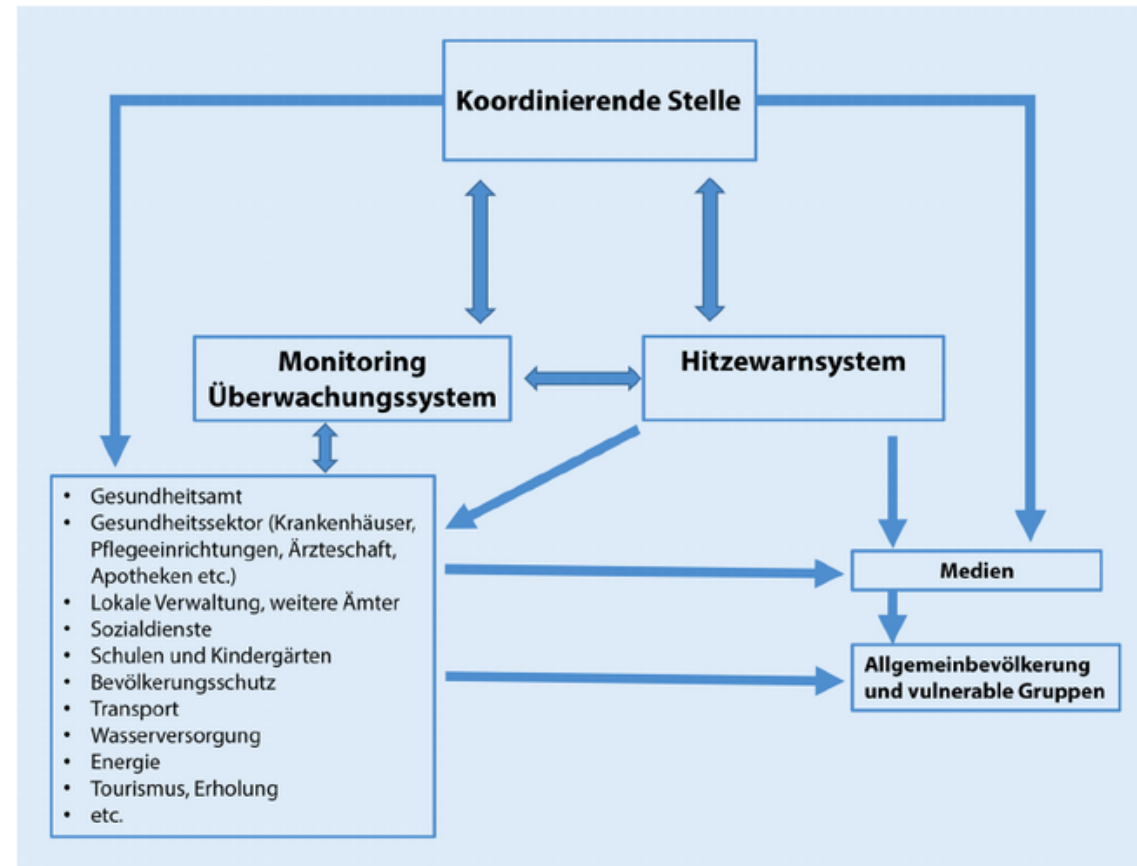 Koordinierende Stelle
Monitoring
Überwachungssystem
Hitzewarnsystem
• Gesundheitsamt
• Gesundheitssektor (Krankenhäuser,
Pflegeeinrichtungen, Ärzteschaft,
Apotheken etc.)
• Lokale Verwaltung, weitere Ämter
• Sozialdienste
• Schulen und Kindergärten
• Bevölkerungsschutz
• Transport
• Wasserversorgung
• Energie
• Tourismus, Erholung
• etc.
Medien
Allgemeinbevölkerung
und vulnerable Gruppen